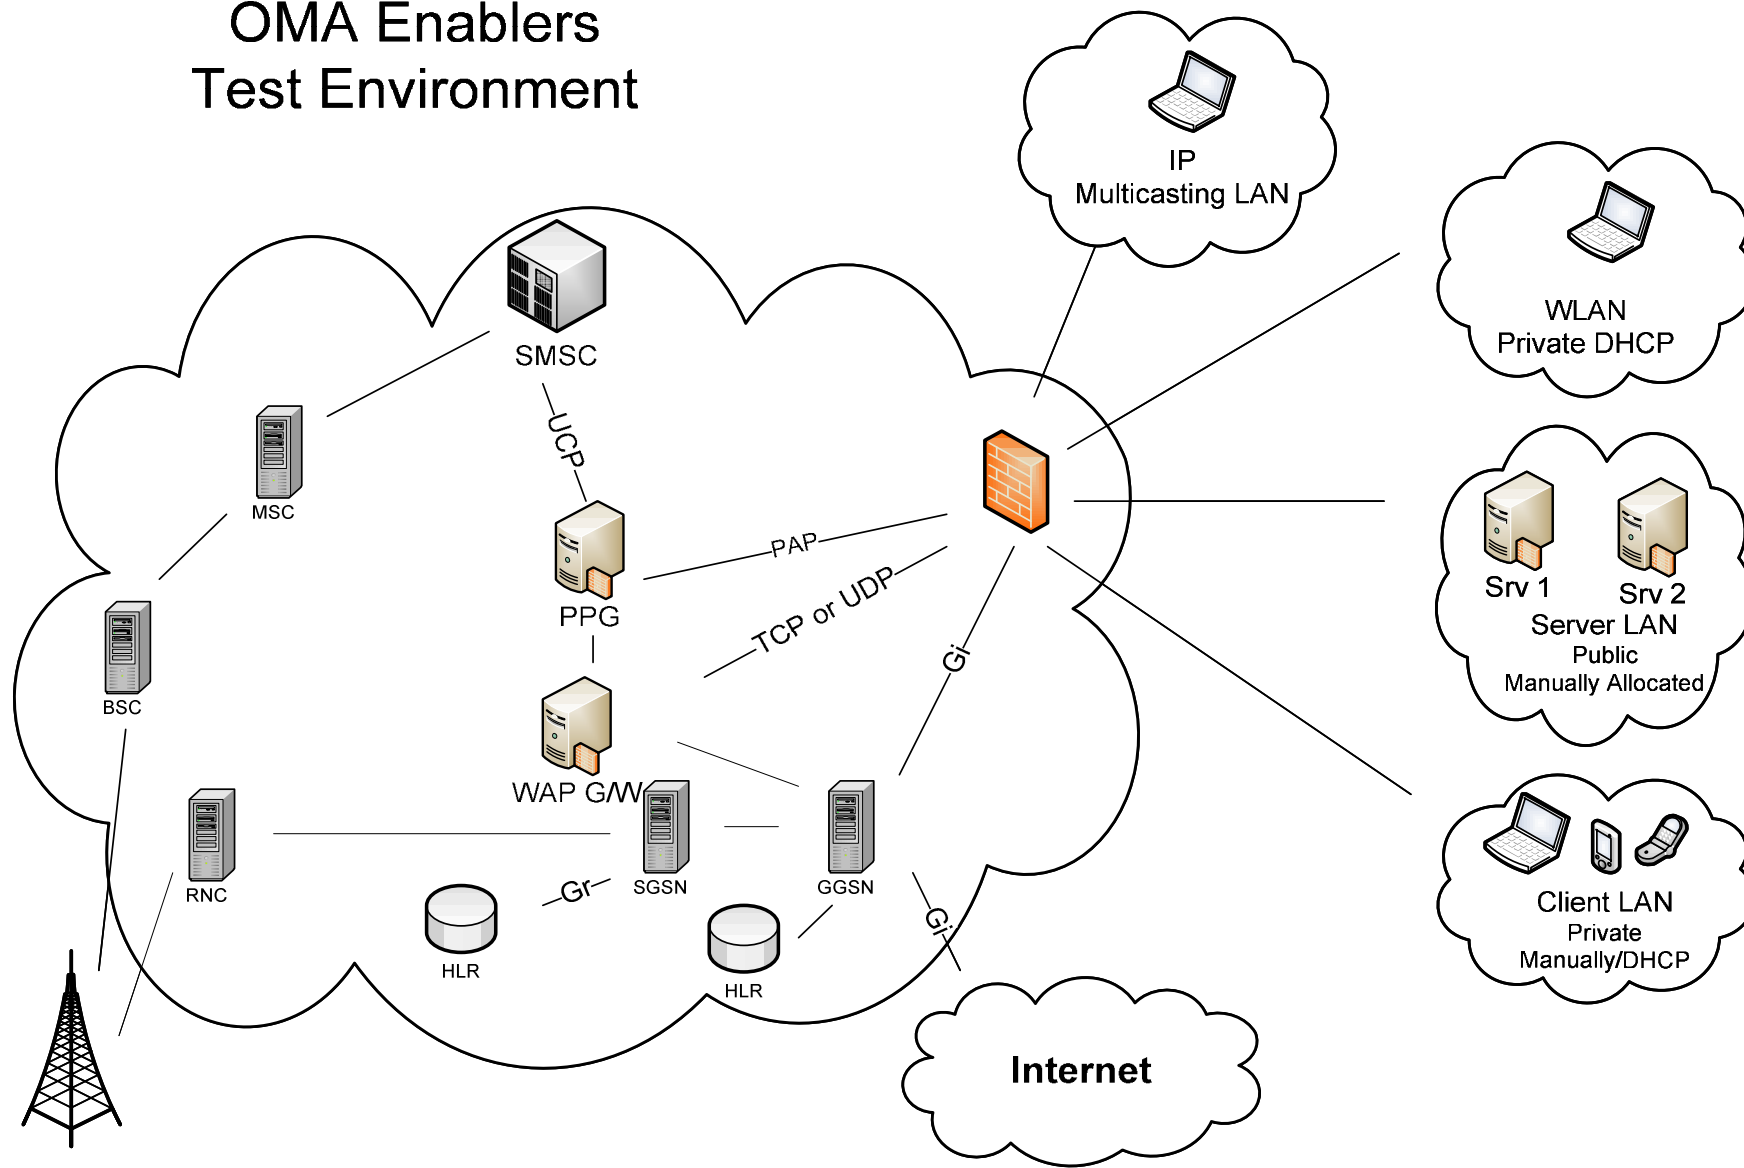 OMA Enablers
Test Environment
IP
Multicasting LAN
WLAN
Private DHCP
SMSC
UCP
MSC
PAP
PPG
TCP or UDP
Gi
Srv 1
Srv 2
Server LAN
Public
Manually Allocated
BSC
WAP G/W
RNC
SGSN
GGSN
Gr
Gi
HLR
HLR
Client LAN
Private
Manually/DHCP
Internet